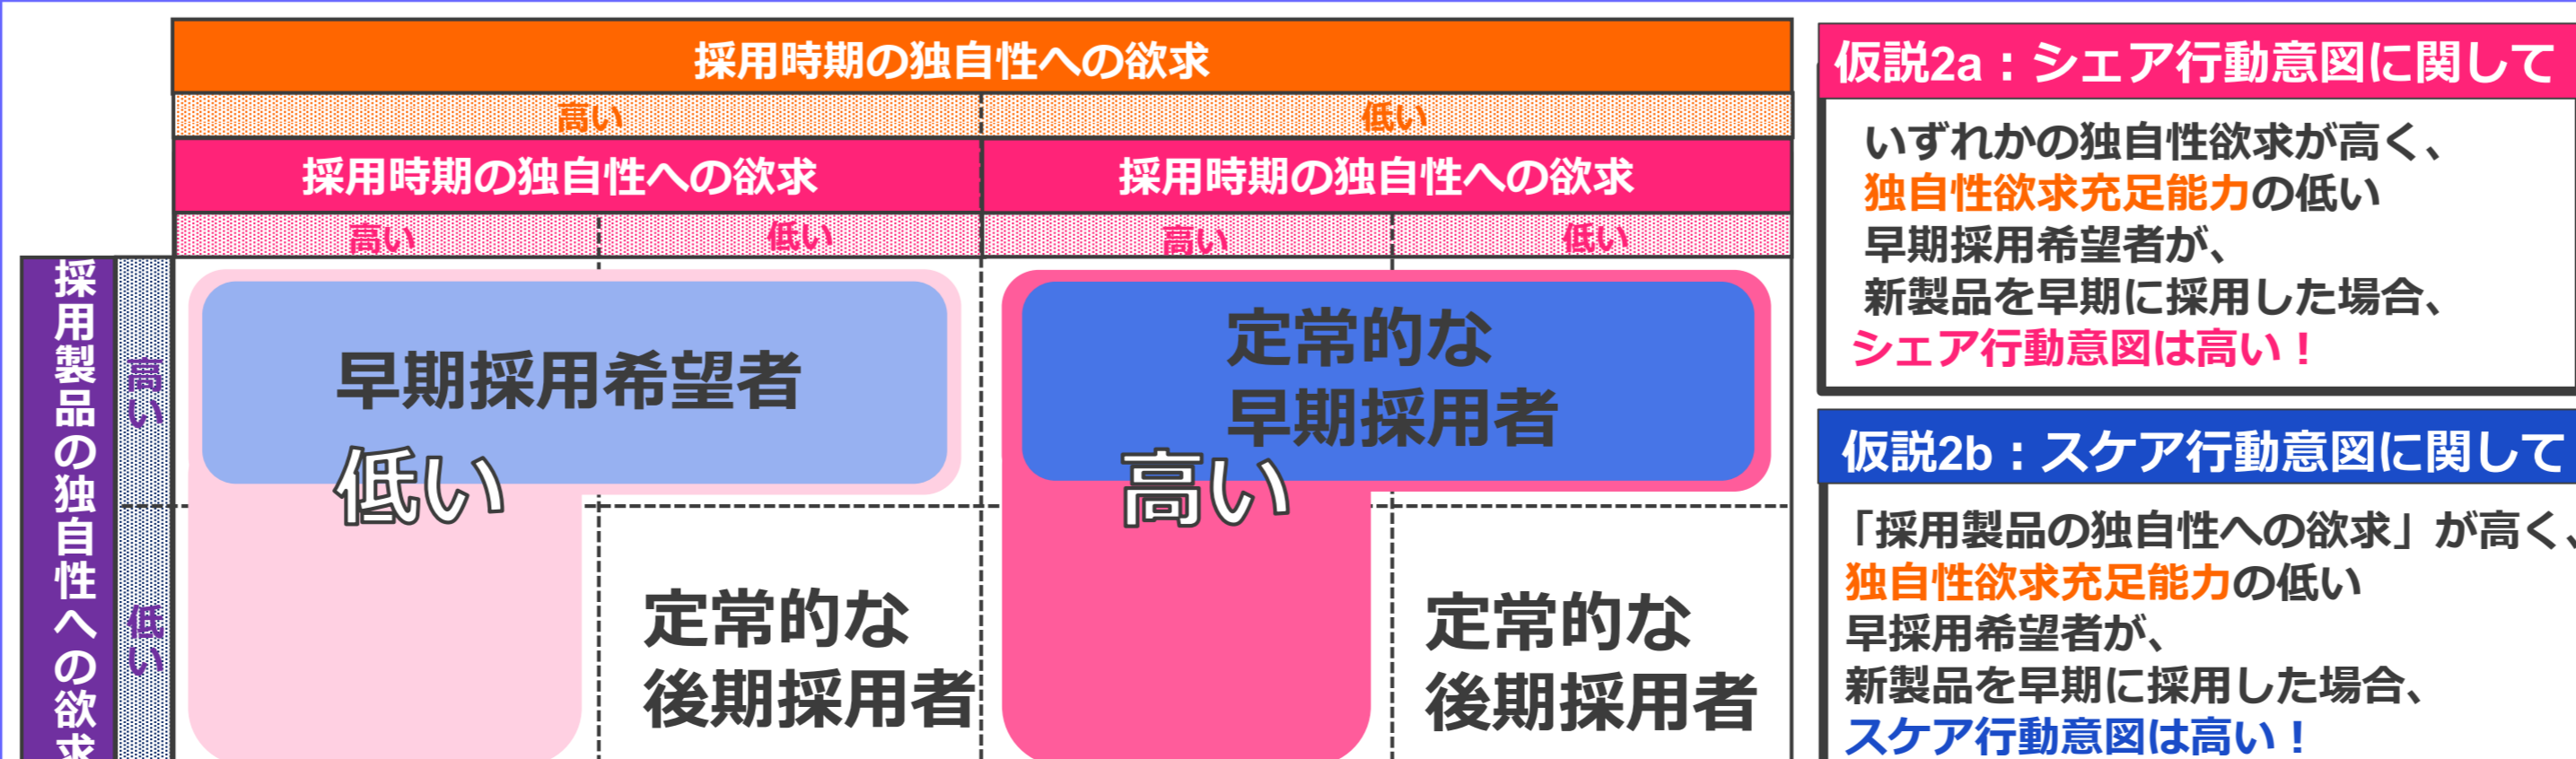 採用時期の独自性への欲求
高い
低い
採用時期の独自性への欲求
採用時期の独自性への欲求
高い
低い
高い
低い
採用製品の独自性への欲求
高い
低い
早期採用希望者
低い
定常的な
早期採用者
高い
定常的な
後期採用者
定常的な
後期採用者
仮説2a：シェア行動意図に関して
いずれかの独自性欲求が高く、
独自性欲求充足能力の低い
早期採用希望者が、
新製品を早期に採用した場合、
シェア行動意図は高い！
仮説2b：スケア行動意図に関して
「採用製品の独自性への欲求」が高く、
独自性欲求充足能力の低い
早採用希望者が、
新製品を早期に採用した場合、
スケア行動意図は高い！